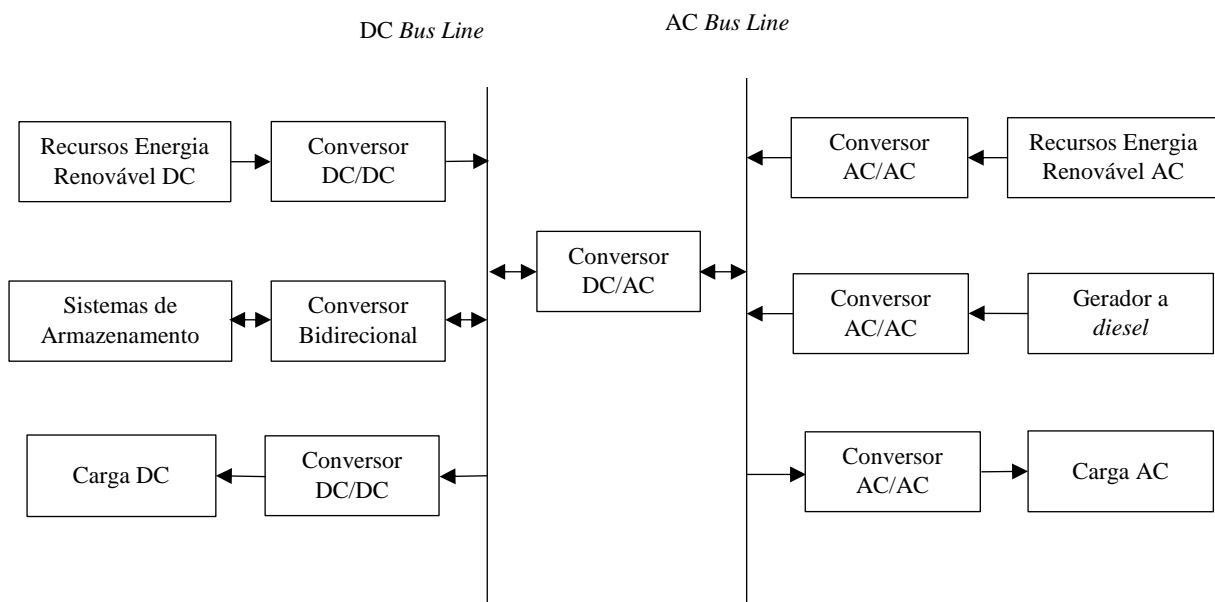 DC Bus Line
AC Bus Line
Recursos Energia
Renovável DC
Conversor
DC/DC
Conversor
AC/AC
Recursos Energia
Renovável AC
Conversor
DC/AC
Sistemas de
Armazenamento
Conversor
Bidirecional
Conversor
AC/AC
Gerador a
diesel
Carga DC
Conversor
DC/DC
Conversor
AC/AC
Carga AC